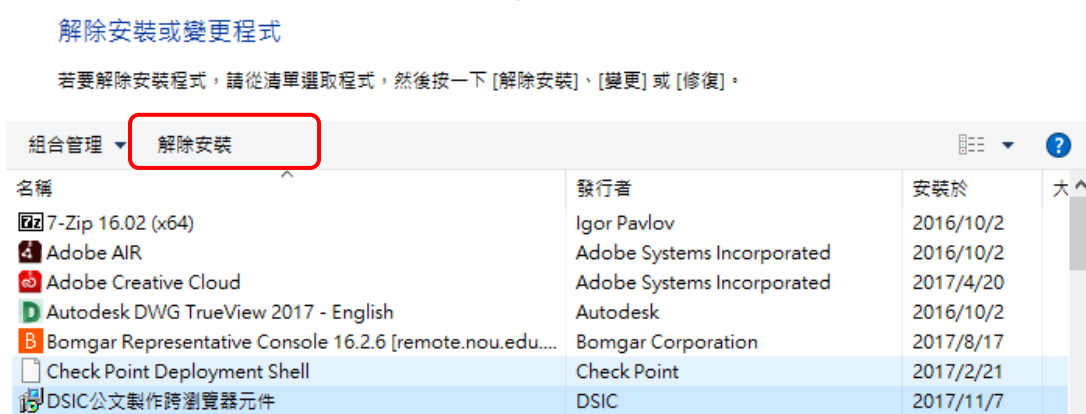 解除安裝或變更程式
若要解除安裝程式，請從清單選取程式，然後按一下 [解除安裝]、[變更] 或 [修復]。
組合管理 解除安裝
名稱 發行者 安裝於 大
7-Zip 16.02 (x64) Igor Pavlov 2016/10/2
Adobe AIR Adobe Systems Incorporated 2016/10/2
Adobe Creative Cloud Adobe Systems Incorporated 2017/4/20
Autodesk DWG TrueView 2017 - English Autodesk 2016/10/2
Bomgar Representative Console 16.2.6 [remote.nou.edu.... Bomgar Corporation 2017/8/17
Check Point Deployment Shell Check Point 2017/2/21
DSIC公文製作跨瀏覽器元件 DSIC 2017/11/7